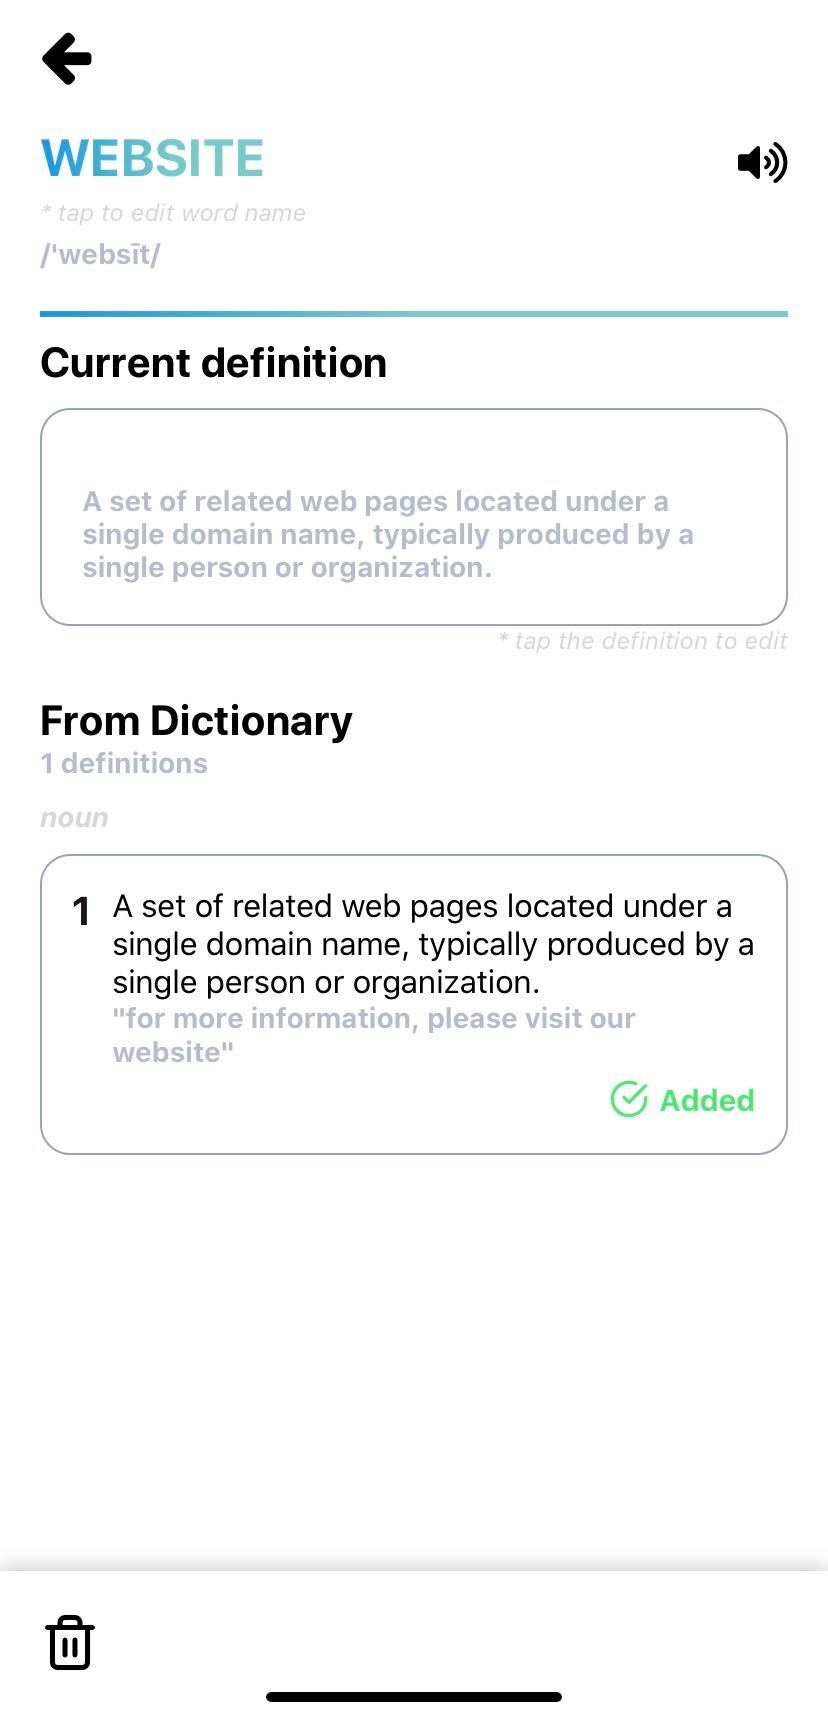 WEBSITE
* tap to edit word name
/'websīt/
Current definition
A set of related web pages located under a
single domain name, typically produced by a
single person or organization.
* tap the definition to edit
From Dictionary
1 definitions
noun
1 A set of related web pages located under a
single domain name, typically produced by a
single person or organization.
"for more information, please visit our
website"
Added